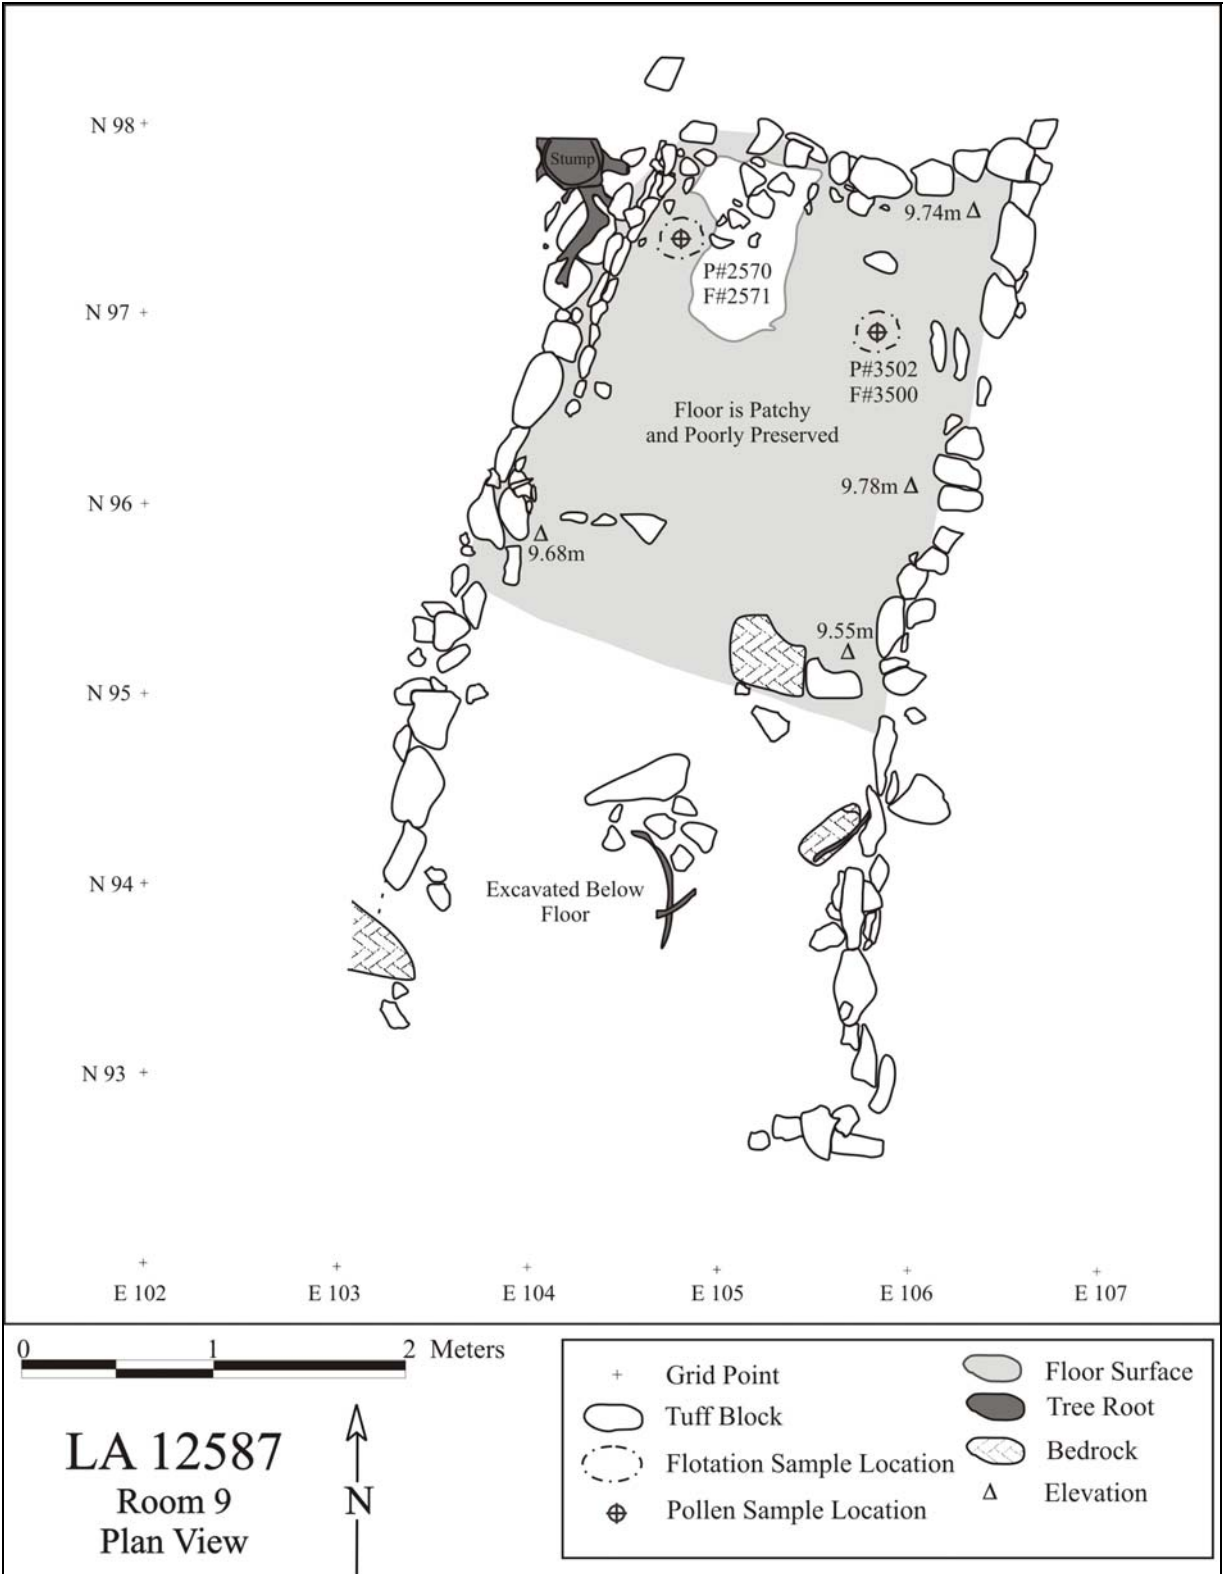 N 98
Stump
9.74m
P#2570
F#2571
N 97
P#3502
F#3500
Floor is Patchy
and Poorly Preserved
9.78m
N 96
9.68m
9.55m
N 95
N 94
Excavated Below
Floor
N 93
E 102 E 103 E 104 E 105 E 106 E 107
0 1 2 Meters
LA 12587
Room 9
Plan View
N
Grid Point
Tuff Block
Flotation Sample Location
Pollen Sample Location
Floor Surface
Tree Root
Bedrock
Elevation